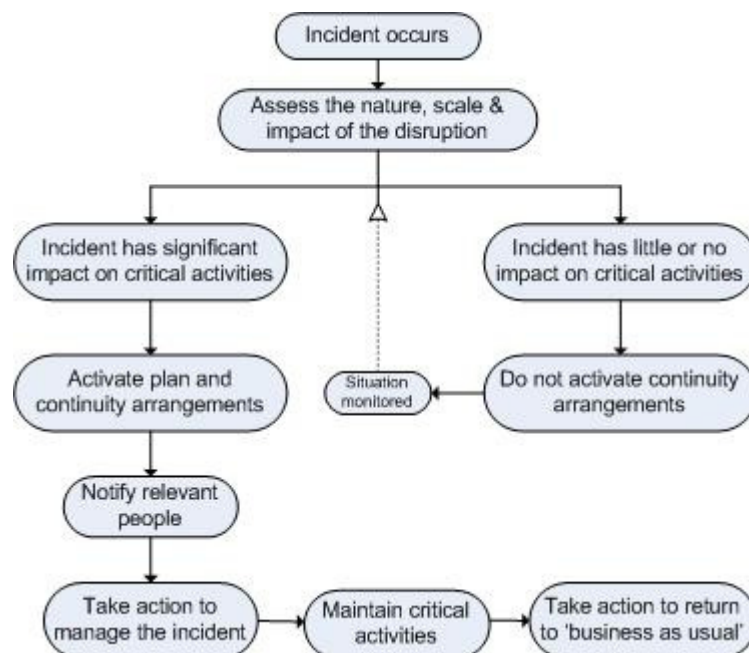 Incident occurs
Assess the nature, scale &
impact of the disruption
Incident has significant
impact on critical activities
Incident has little or no
impact on critical activities
Activate plan and
continuity arrangements
Situation
monitored
Do not activate continuity
arrangements
Notify relevant
people
Take action to
manage the incident
Maintain critical
activities
Take action to return
to ‘business as usual’